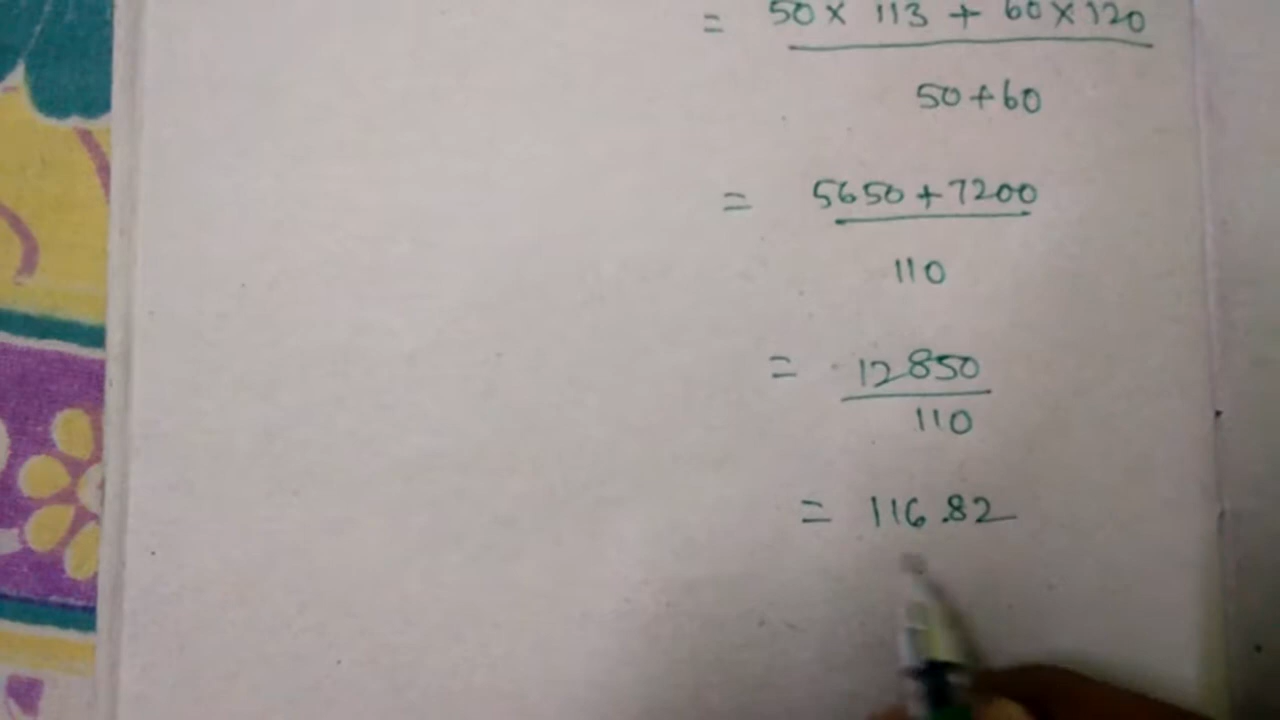 = 50 × 113 + 60 × 120
50 + 60
= 5650 + 7200
110
= 12850
110
= 116.82